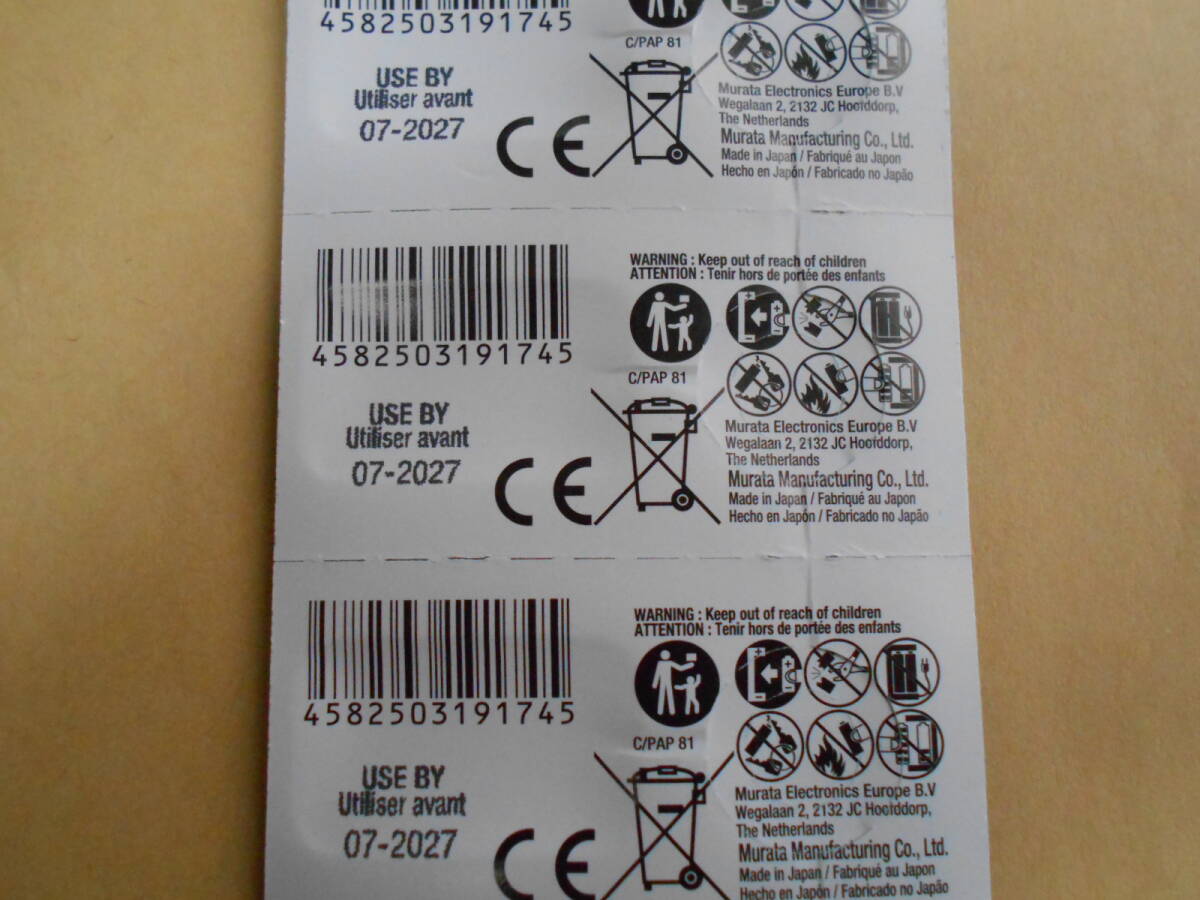 4582503191745
USE BY
Utiliser avant
07-2027
CE
C/PAP 81
Murata Electronics Europe B.V
Wegalaan 2, 2132 JC Hoofddorp,
The Netherlands
Murata Manufacturing Co., Ltd.
Made in Japan / Fabriqué au Japon
Hecho en Japón / Fabricado no Japão
4582503191745
USE BY
Utiliser avant
07-2027
CE
WARNING : Keep out of reach of children
ATTENTION : Tenir hors de portée des enfants
C/PAP 81
Murata Electronics Europe B.V
Wegalaan 2, 2132 JC Hoofddorp,
The Netherlands
Murata Manufacturing Co., Ltd.
Made in Japan / Fabriqué au Japon
Hecho en Japón / Fabricado no Japão
4582503191745
USE BY
Utiliser avant
07-2027
CE
WARNING : Keep out of reach of children
ATTENTION : Tenir hors de portée des enfants
C/PAP 81
Murata Electronics Europe B.V
Wegalaan 2, 2132 JC Hoofddorp,
The Netherlands
Murata Manufacturing Co., Ltd.
Made in Japan / Fabriqué au Japon
Hecho en Japón / Fabricado no Japão